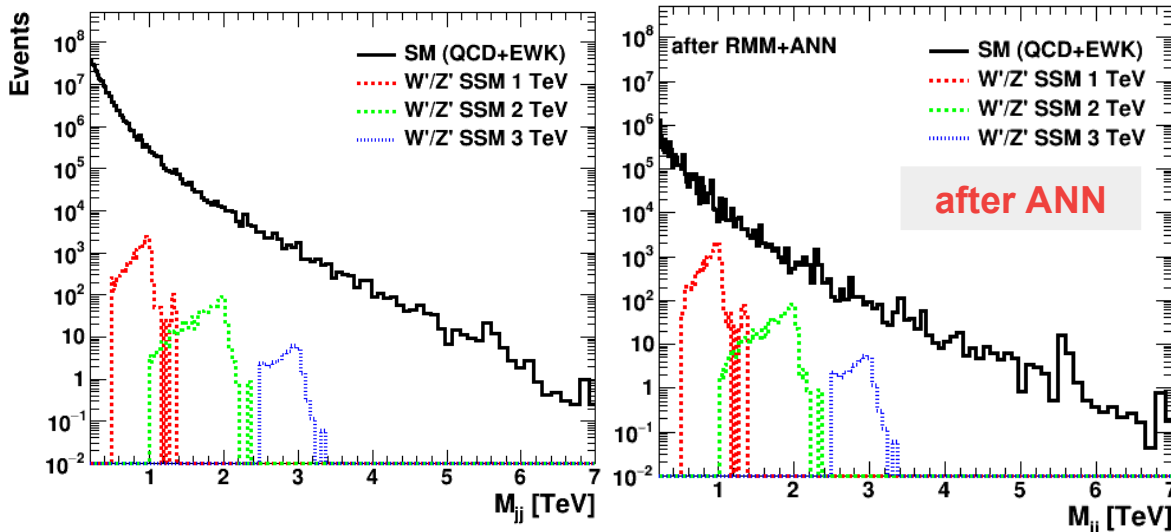 Events
10^8
10^7
10^6
10^5
10^4
10^3
10^2
10
1
10^-1
10^-2
SM (QCD+EWK)
W'/Z' SSM 1 TeV
W'/Z' SSM 2 TeV
W'/Z' SSM 3 TeV
1 2 3 4 5 6 7
M_jj [TeV]
after RMM+ANN
10^8
10^7
10^6
10^5
10^4
10^3
10^2
10
1
10^-1
10^-2
SM (QCD+EWK)
W'/Z' SSM 1 TeV
W'/Z' SSM 2 TeV
W'/Z' SSM 3 TeV
after ANN
1 2 3 4 5 6 7
M_jj [TeV]